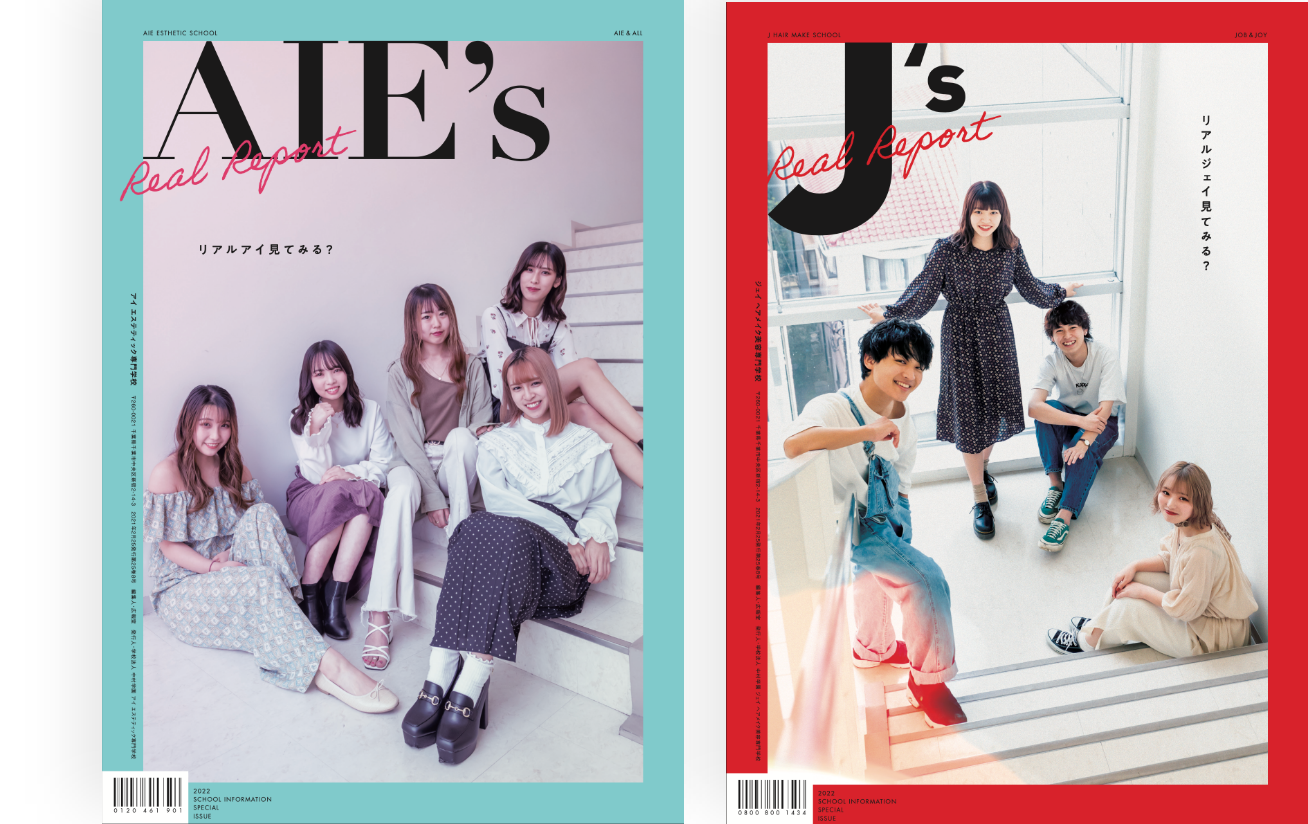 AIE ESTHETIC SCHOOL
AIE & ALL
AIE's
Real Report
リアルアイ見てみる?
アイ エステティック専門学校
0120 461 901
2022
SCHOOL INFORMATION
SPECIAL
ISSUE
J HAIR MAKE SCHOOL
JOB & JOY
J's
Real Report
リアルジェイ見てみる?
ジェイ ヘアメイク美容専門学校
0800 800 1434
2022
SCHOOL INFORMATION
SPECIAL
ISSUE